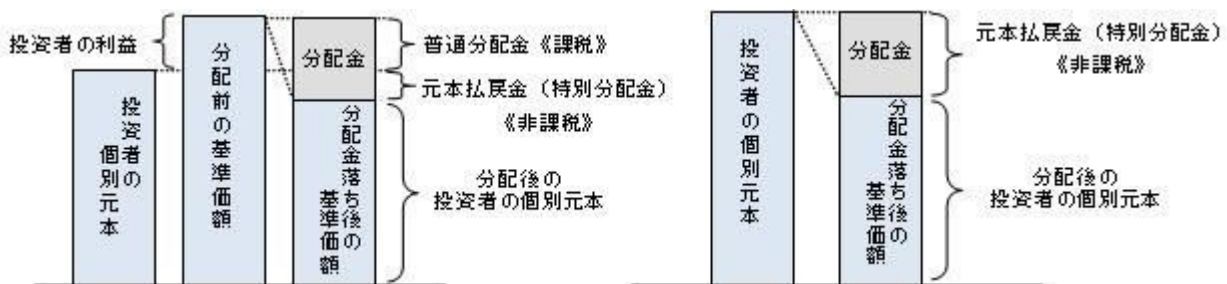 投資者の利益
投資者の
個別元本
分配前の基準価額
分配金
分配金落ち後の
基準価額
普通分配金《課税》
元本払戻金(特別分配金)
《非課税》
分配後の
投資者の個別元本
投資者の個別元本
分配金
分配金落ち後の
基準価額
元本払戻金(特別分配金)
《非課税》
分配後の
投資者の個別元本